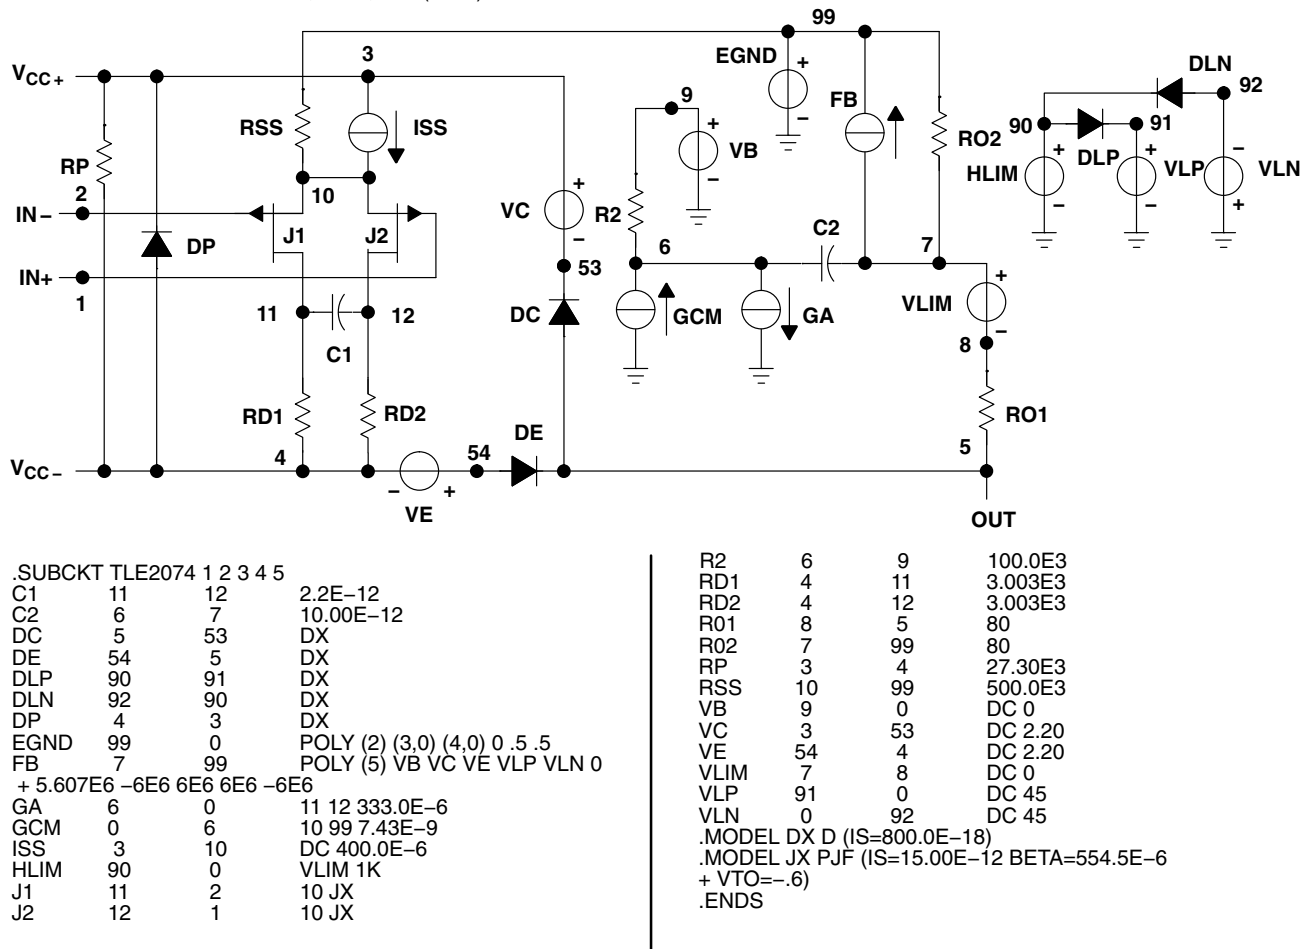 99
3
EGND
+
−
FB
RO2
DLN
92
90
91
DLP
HLIM
+
−
+
−
VLP
−
+
VLN
VCC+
RP
RSS
ISS
9
VB
+
−
10
2
IN−
DP
J1
J2
IN+
1
VC
+
−
53
R2
6
C2
7
GCM
GA
VLIM
+
−
8
11
12
C1
DC
RD1
RD2
RO1
DE
54
5
4
VCC−
−
+
VE
OUT
.SUBCKT TLE2074 1 2 3 4 5
C1 11 12 2.2E−12
C2 6 7 10.00E−12
DC 5 53 DX
DE 54 5 DX
DLP 90 91 DX
DLN 92 90 DX
DP 4 3 DX
EGND 99 0 POLY (2) (3,0) (4,0) 0 .5 .5
FB 7 99 POLY (5) VB VC VE VLP VLN 0
+ 5.607E6 −6E6 6E6 6E6 −6E6
GA 6 0 11 12 333.0E−6
GCM 0 6 10 99 7.43E−9
ISS 3 10 DC 400.0E−6
HLIM 90 0 VLIM 1K
J1 11 2 10 JX
J2 12 1 10 JX
R2 6 9 100.0E3
RD1 4 11 3.003E3
RD2 4 12 3.003E3
R01 8 5 80
R02 7 99 80
RP 3 4 27.30E3
RSS 10 99 500.0E3
VB 9 0 DC 0
VC 3 53 DC 2.20
VE 54 4 DC 2.20
VLIM 7 8 DC 0
VLP 91 0 DC 45
VLN 0 92 DC 45
.MODEL DX D (IS=800.0E−18)
.MODEL JX PJF (IS=15.00E−12 BETA=554.5E−6
+ VTO=−.6)
.ENDS